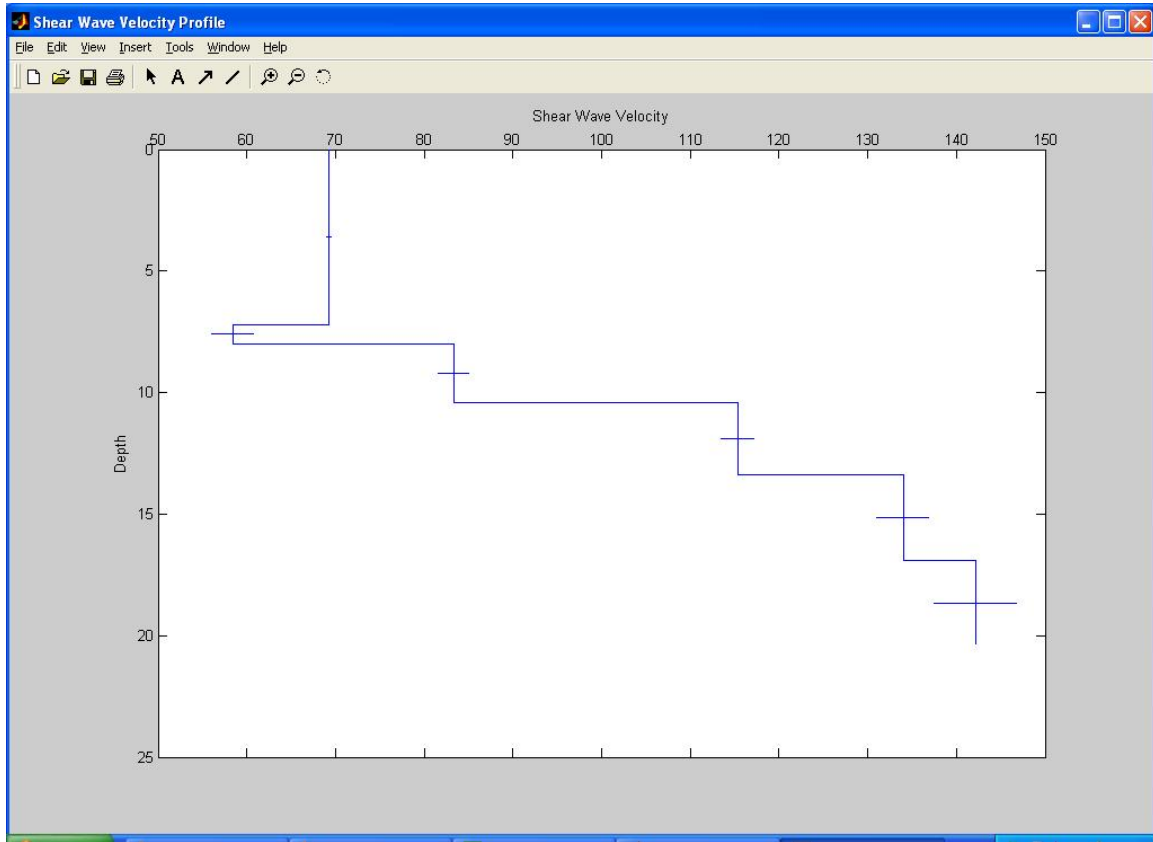 Shear Wave Velocity Profile
File Edit View Insert Tools Window Help
A
Shear Wave Velocity
50 60 70 80 90 100 110 120 130 140 150
0
5
10
Depth
15
20
25